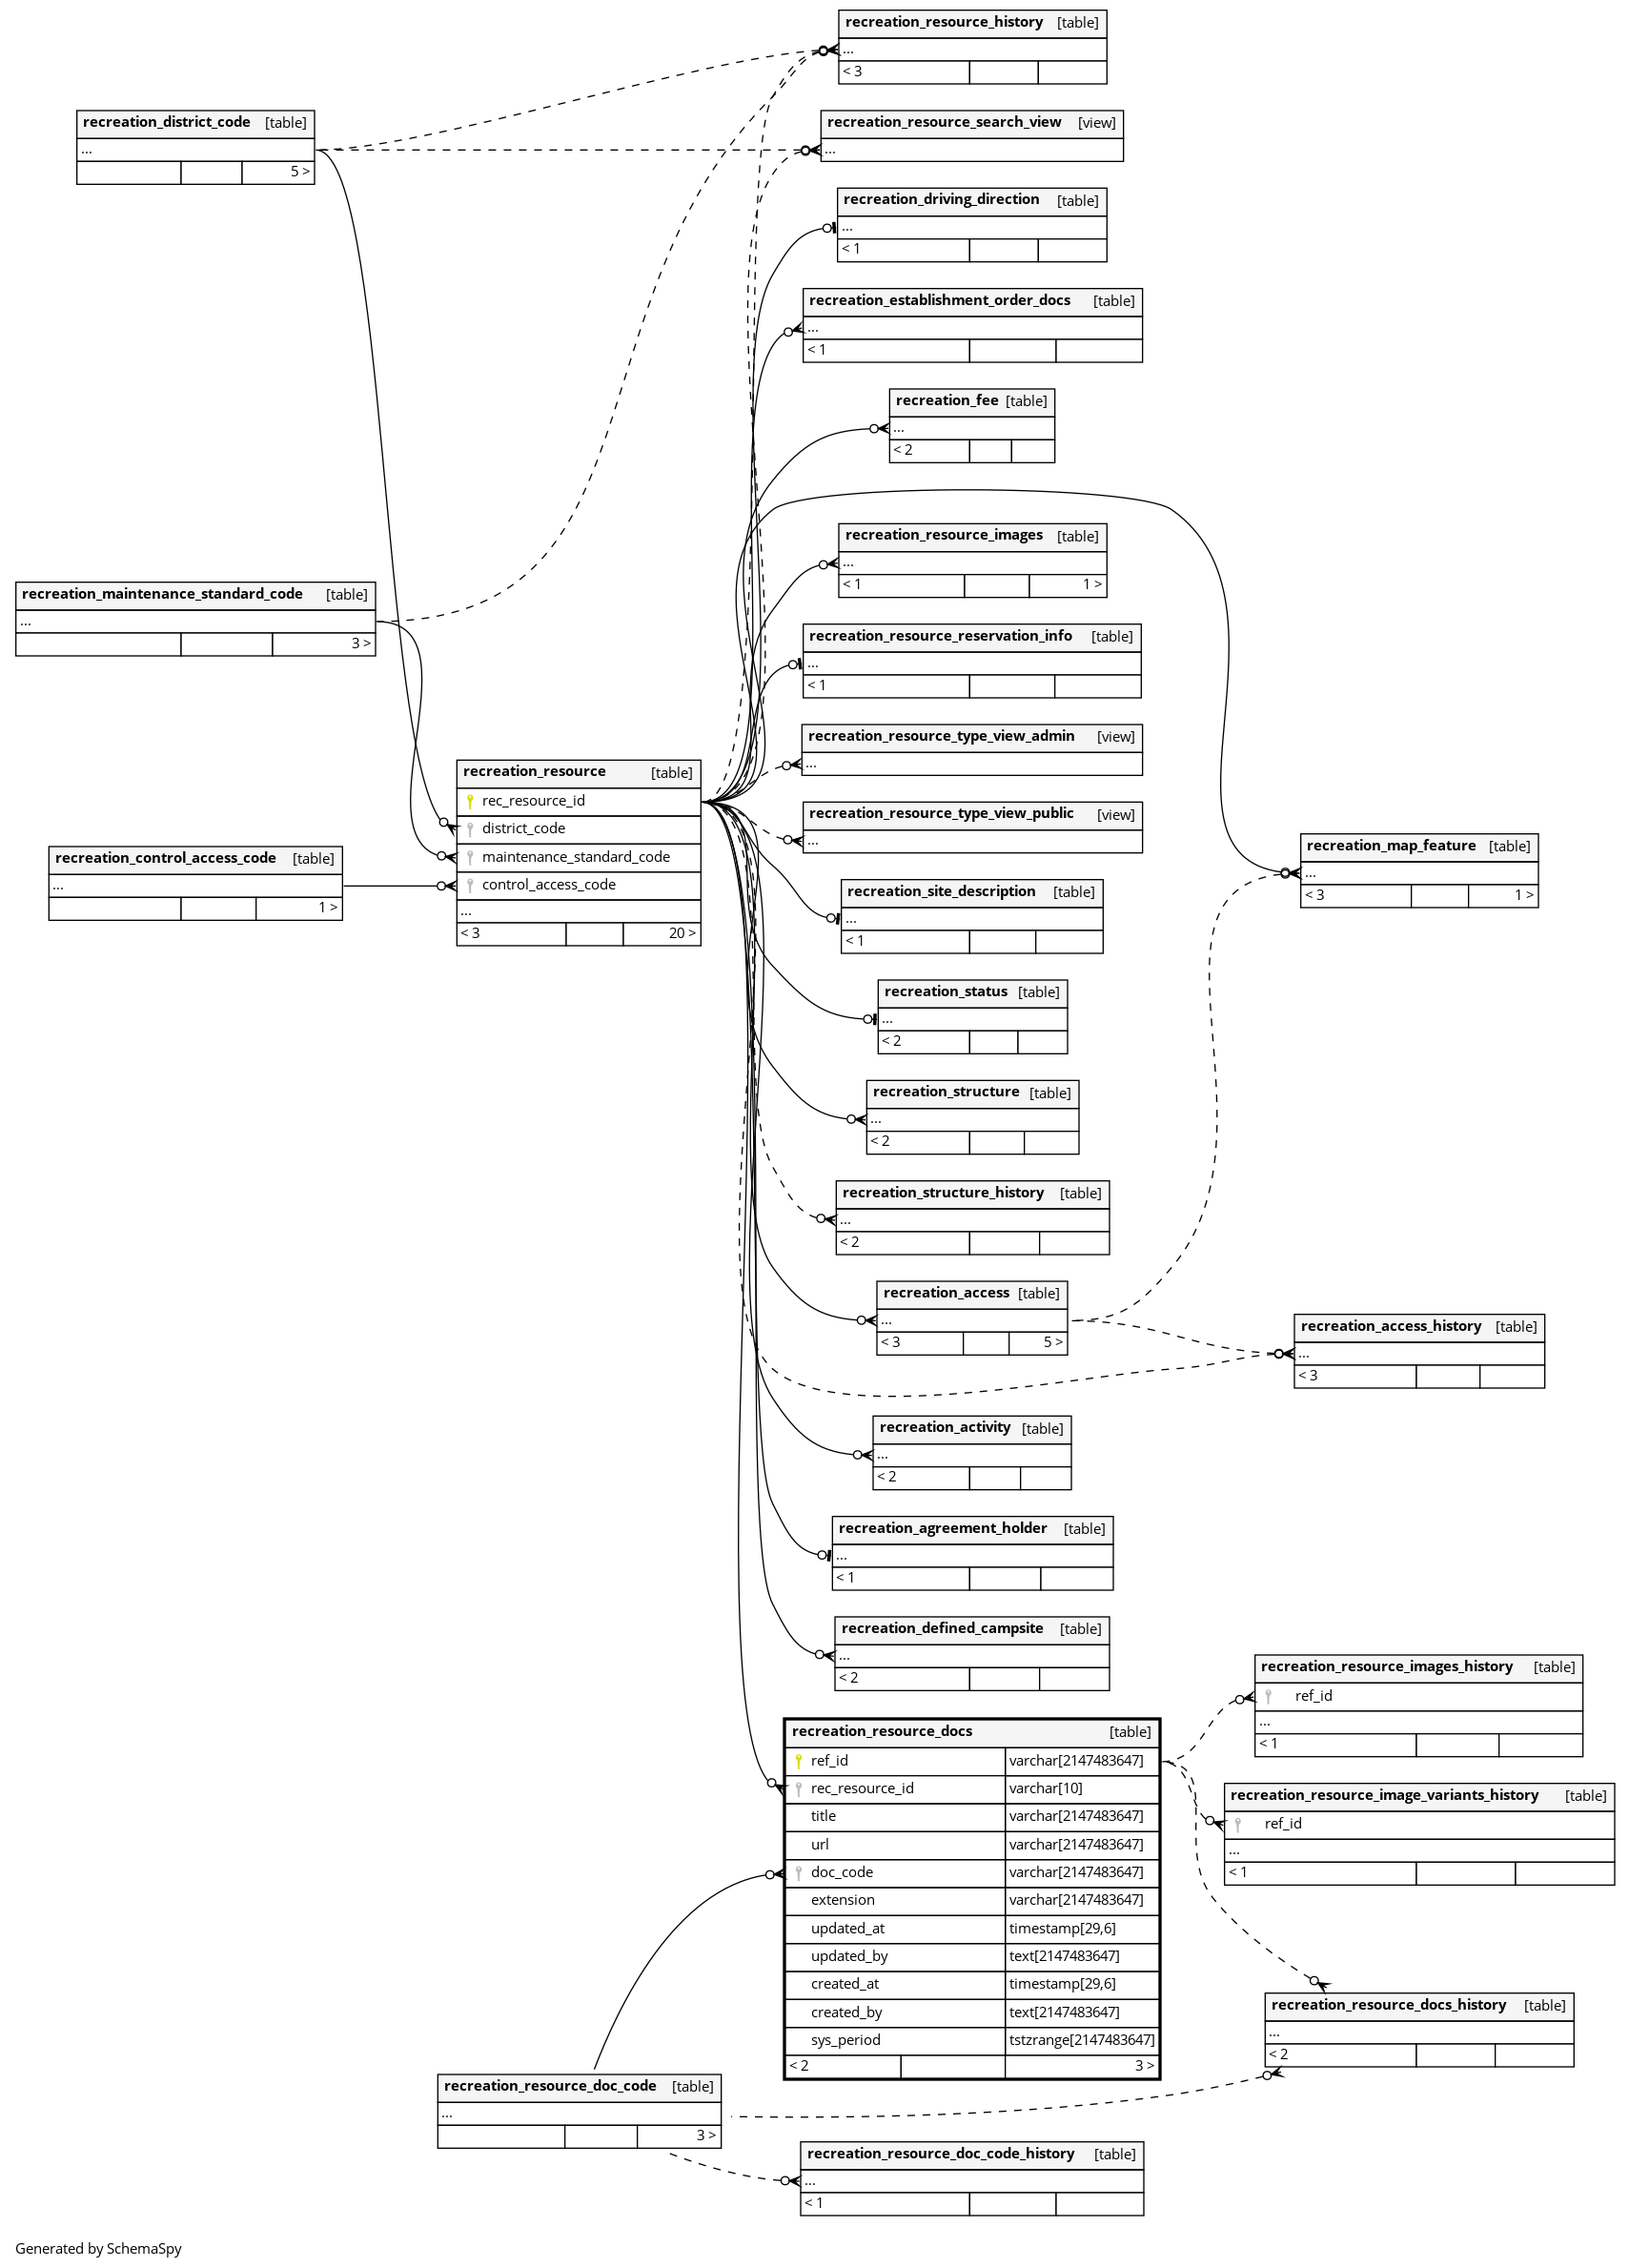 recreation_resource_history [table]
...
< 3
recreation_district_code [table]
...
5 >
recreation_resource_search_view [view]
...
recreation_driving_direction [table]
...
< 1
recreation_establishment_order_docs [table]
...
< 1
recreation_fee [table]
...
< 2
recreation_resource_images [table]
...
< 1 1 >
recreation_maintenance_standard_code [table]
...
3 >
recreation_resource_reservation_info [table]
...
< 1
recreation_resource_type_view_admin [view]
...
recreation_resource [table]
rec_resource_id
district_code
maintenance_standard_code
control_access_code
...
< 3 20 >
recreation_resource_type_view_public [view]
...
recreation_control_access_code [table]
...
1 >
recreation_map_feature [table]
...
< 3 1 >
recreation_site_description [table]
...
< 1
recreation_status [table]
...
< 2
recreation_structure [table]
...
< 2
recreation_structure_history [table]
...
< 2
recreation_access [table]
...
< 3 5 >
recreation_access_history [table]
...
< 3
recreation_activity [table]
...
< 2
recreation_agreement_holder [table]
...
< 1
recreation_defined_campsite [table]
...
< 2
recreation_resource_images_history [table]
ref_id
...
< 1
recreation_resource_docs [table]
ref_id varchar[2147483647]
rec_resource_id varchar[10]
title varchar[2147483647]
url varchar[2147483647]
doc_code varchar[2147483647]
extension varchar[2147483647]
updated_at timestamp[29,6]
updated_by text[2147483647]
created_at timestamp[29,6]
created_by text[2147483647]
sys_period tstzrange[2147483647]
< 2 3 >
recreation_resource_image_variants_history [table]
ref_id
...
< 1
recreation_resource_docs_history [table]
...
< 2
recreation_resource_doc_code [table]
...
3 >
recreation_resource_doc_code_history [table]
...
< 1
Generated by SchemaSpy